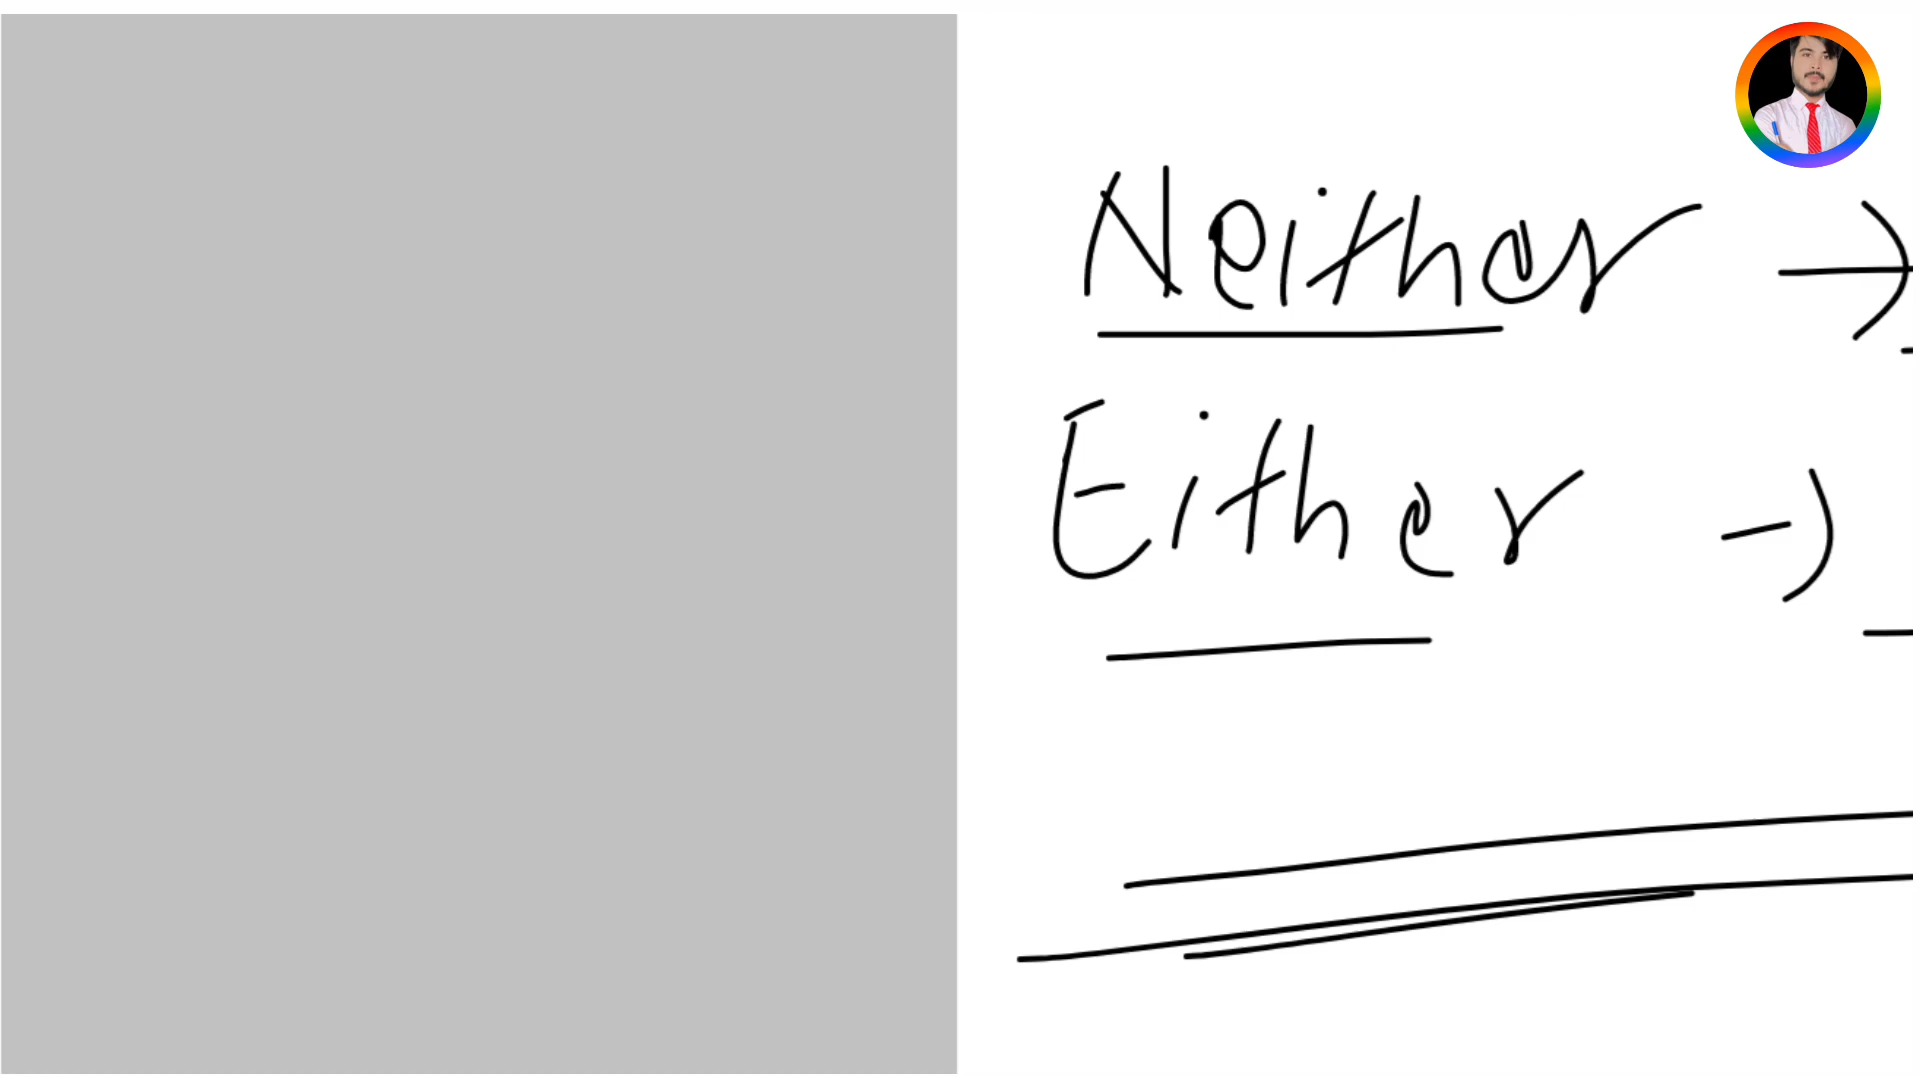 Neither →
Either →